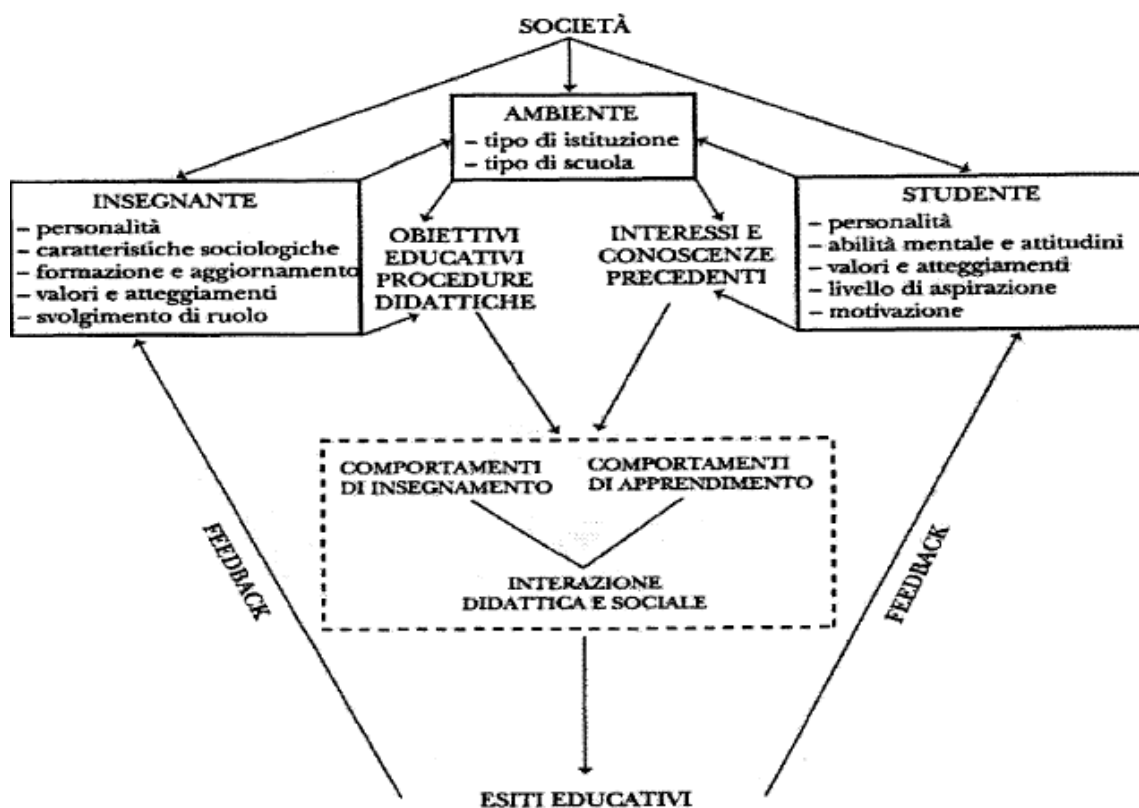 SOCIETÀ
AMBIENTE
– tipo di istituzione
– tipo di scuola
INSEGNANTE
– personalità
– caratteristiche sociologiche
– formazione e aggiornamento
– valori e atteggiamenti
– svolgimento di ruolo
OBIETTIVI
EDUCATIVI
PROCEDURE
DIDATTICHE
INTERESSI E
CONOSCENZE
PRECEDENTI
STUDENTE
– personalità
– abilità mentale e attitudini
– valori e atteggiamenti
– livello di aspirazione
– motivazione
COMPORTAMENTI
DI INSEGNAMENTO
COMPORTAMENTI
DI APPRENDIMENTO
INTERAZIONE
DIDATTICA E SOCIALE
FEEDBACK
FEEDBACK
ESITI EDUCATIVI